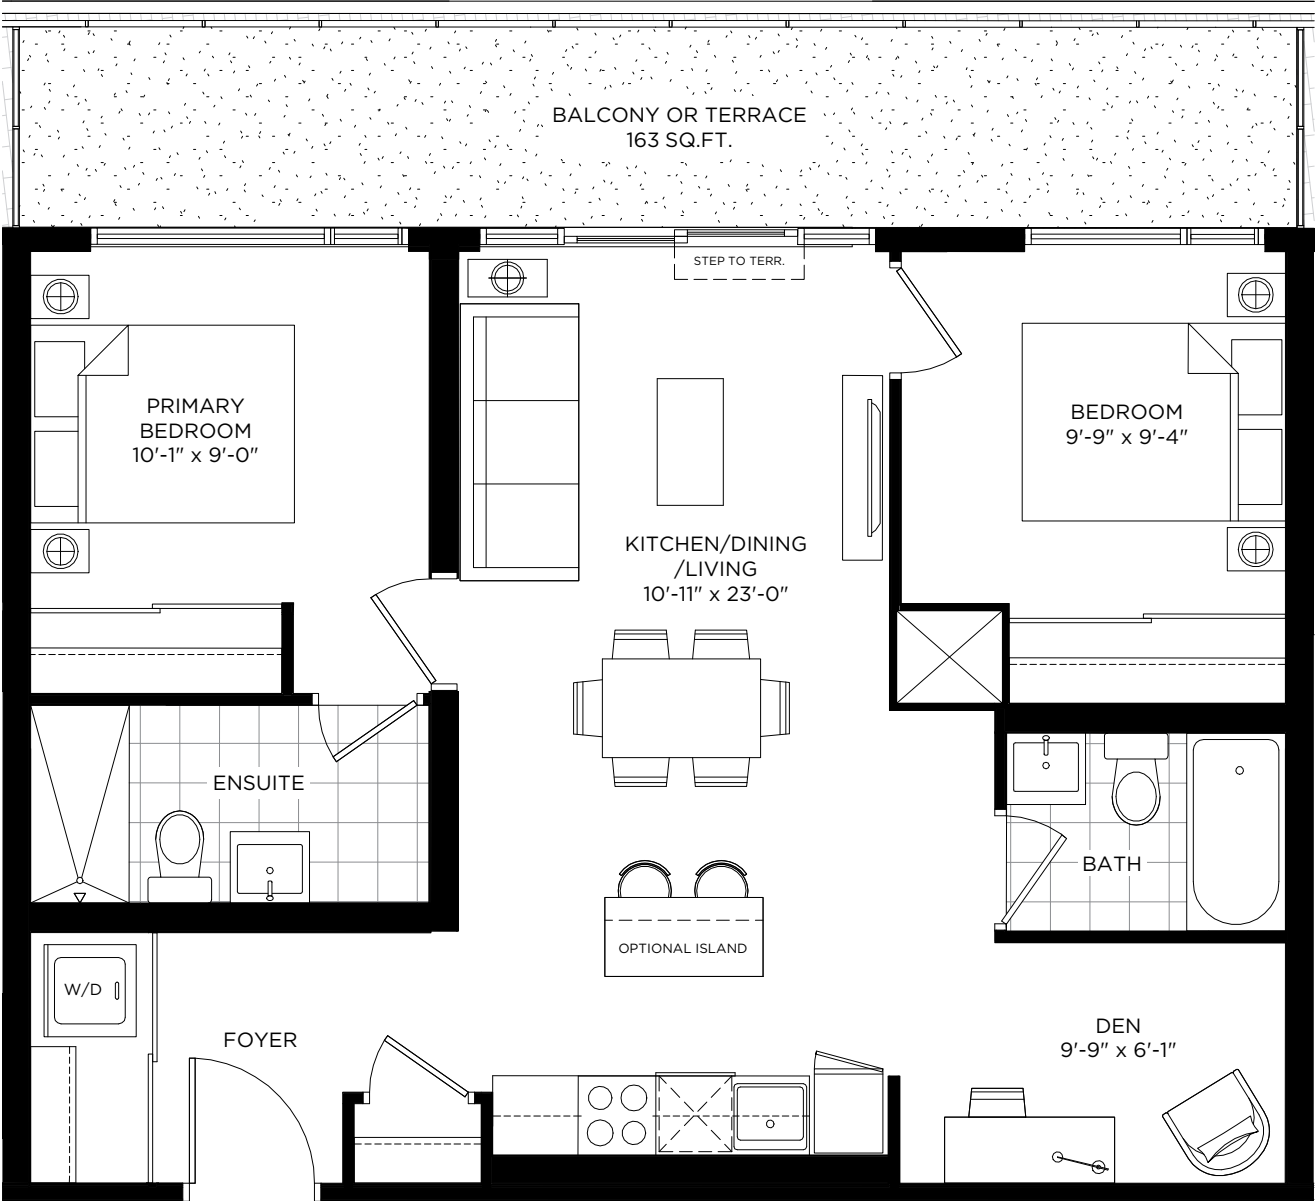 BALCONY OR TERRACE
163 SQ.FT.
STEP TO TERR.
PRIMARY
BEDROOM
10'-1" x 9'-0"
BEDROOM
9'-9" x 9'-4"
KITCHEN/DINING
/LIVING
10'-11" x 23'-0"
ENSUITE
BATH
OPTIONAL ISLAND
W/D
FOYER
DEN
9'-9" x 6'-1"